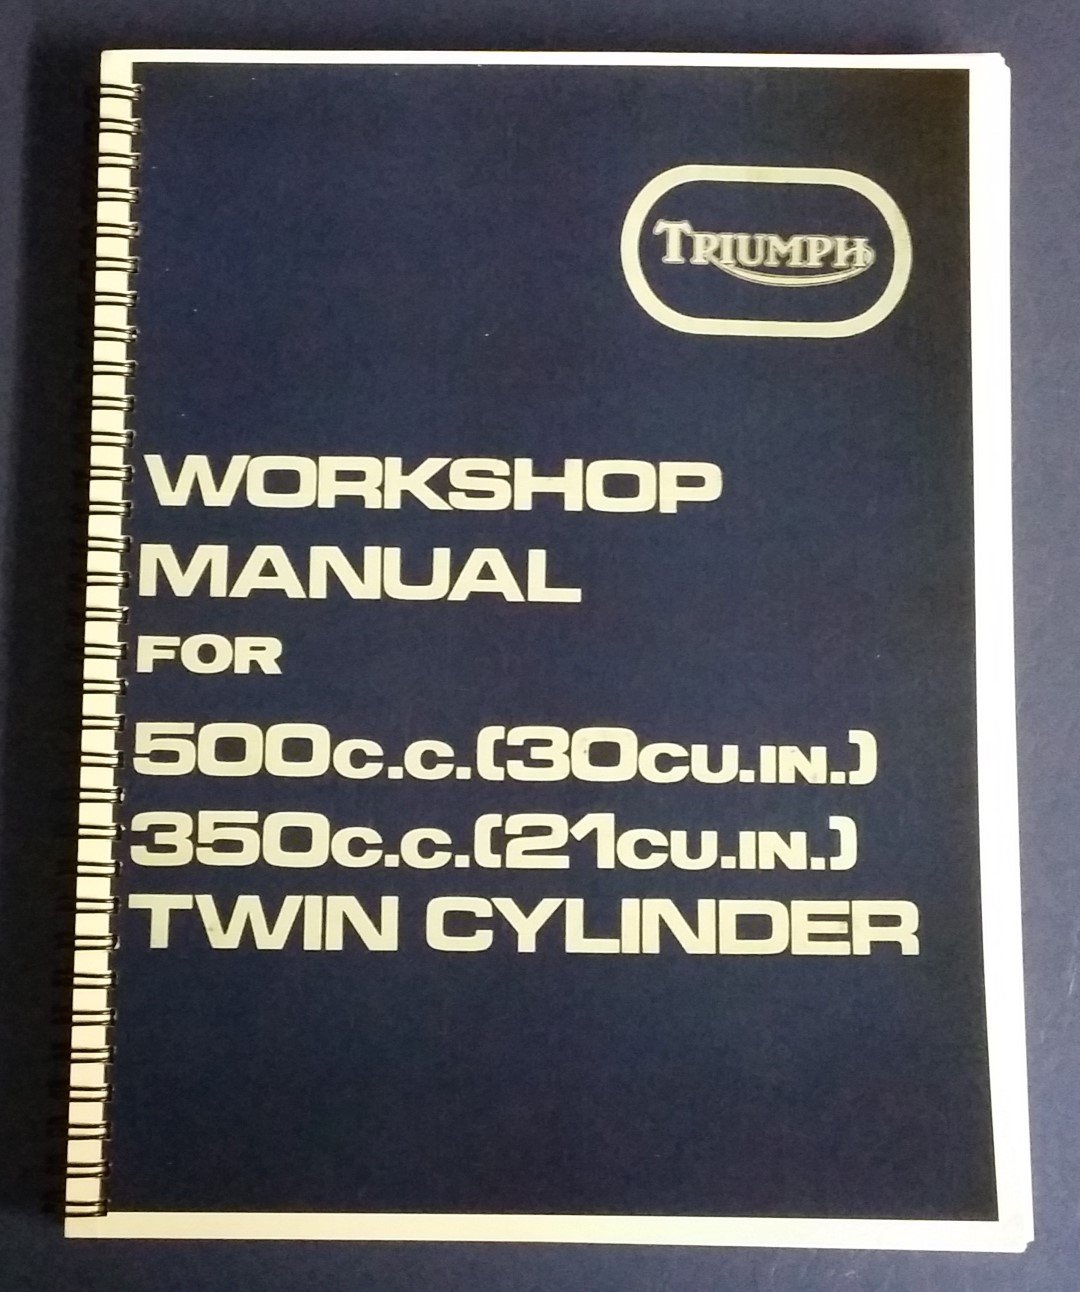 TRIUMPH
WORKSHOP
MANUAL
FOR
500c.c.(30cu.in.)
350c.c.(21cu.in.)
TWIN CYLINDER